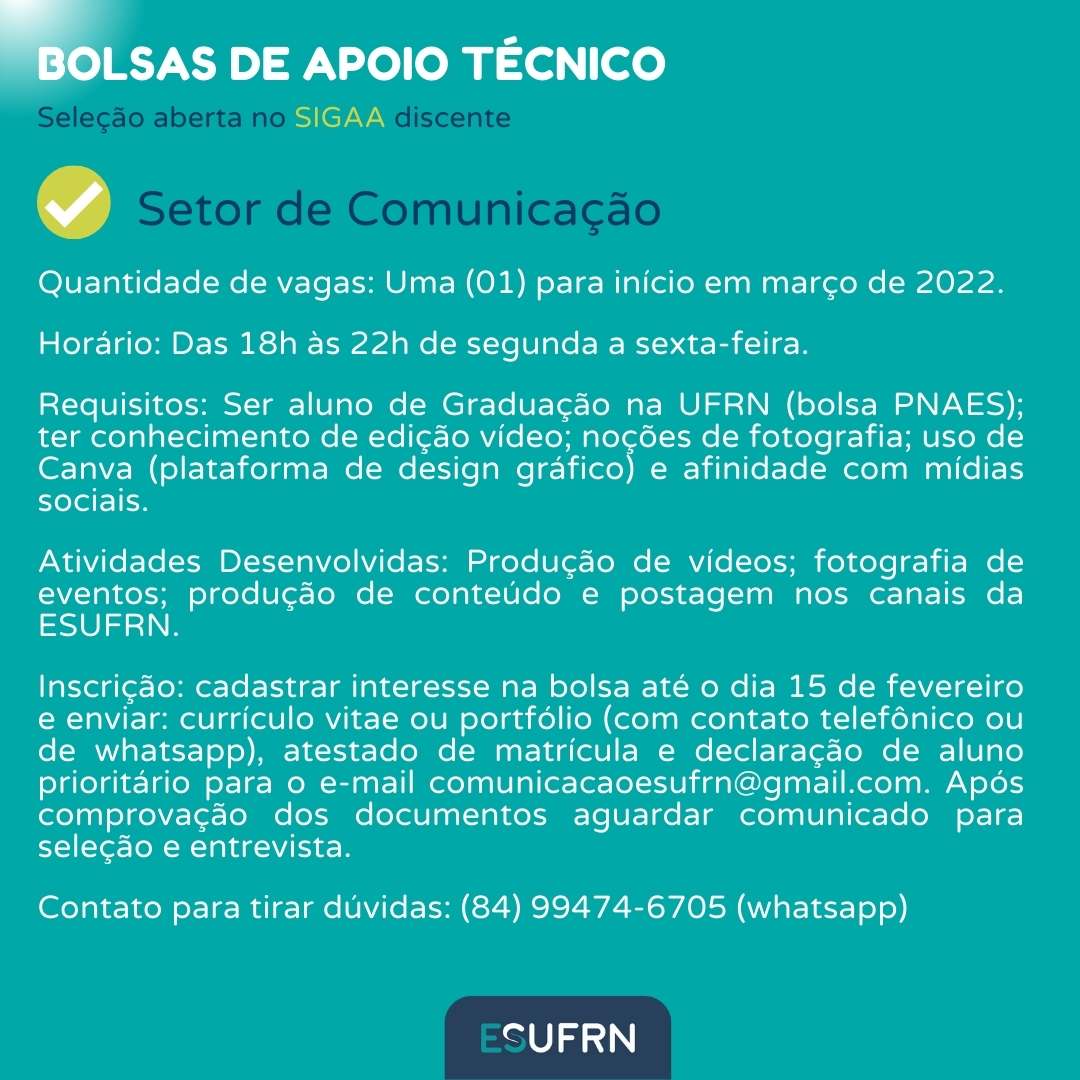 BOLSAS DE APOIO TÉCNICO
Seleção aberta no SIGAA discente
Setor de Comunicação
Quantidade de vagas: Uma (01) para início em março de 2022.
Horário: Das 18h às 22h de segunda a sexta-feira.
Requisitos: Ser aluno de Graduação na UFRN (bolsa PNAES);
ter conhecimento de edição vídeo; noções de fotografia; uso de
Canva (plataforma de design gráfico) e afinidade com mídias
sociais.
Atividades Desenvolvidas: Produção de vídeos; fotografia de
eventos; produção de conteúdo e postagem nos canais da
ESUFRN.
Inscrição: cadastrar interesse na bolsa até o dia 15 de fevereiro
e enviar: currículo vitae ou portfólio (com contato telefônico ou
de whatsapp), atestado de matrícula e declaração de aluno
prioritário para o e-mail comunicacaoesufrn@gmail.com. Após
comprovação dos documentos aguardar comunicado para
seleção e entrevista.
Contato para tirar dúvidas: (84) 99474-6705 (whatsapp)
ESUFRN